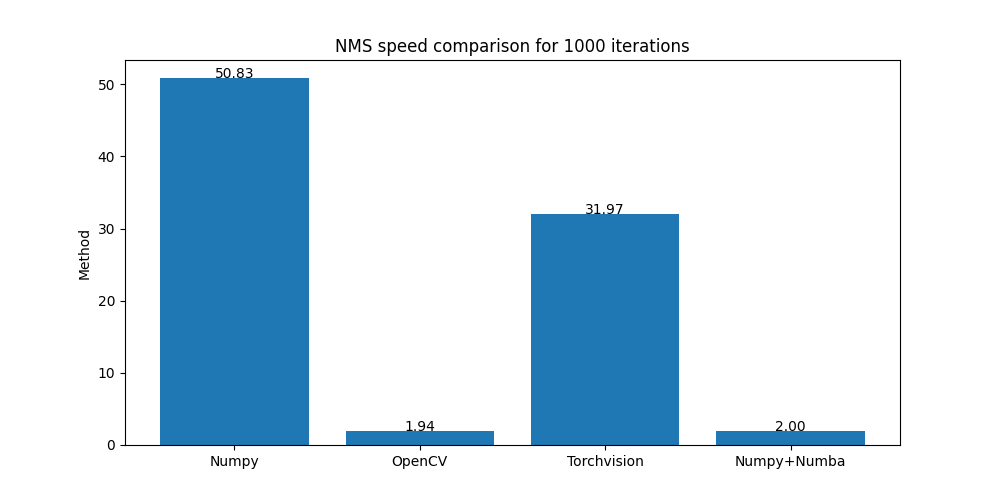 NMS speed comparison for 1000 iterations
50.83
50
40
31.97
30
Method
20
10
1.94
2.00
0
Numpy
OpenCV
Torchvision
Numpy+Numba